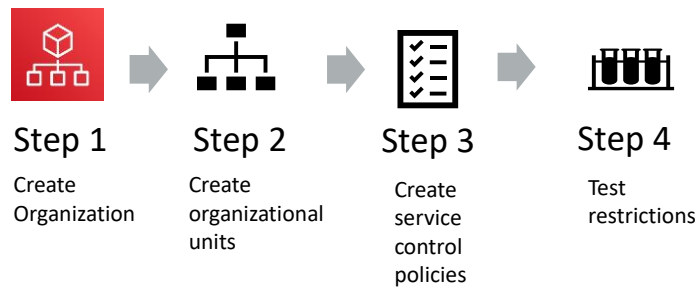 Step 1
Create
Organization
Step 2
Create
organizational
units
Step 3
Create
service
control
policies
Step 4
Test
restrictions